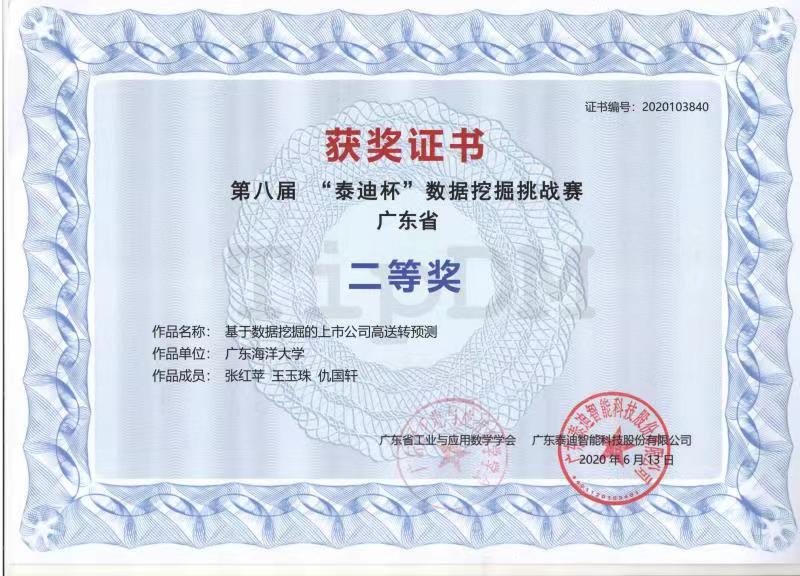 证书编号：2020103840
获奖证书
第八届 “泰迪杯”数据挖掘挑战赛
广东省
二等奖
TipDM
作品名称： 基于数据挖掘的上市公司高送转预测
作品单位： 广东海洋大学
作品成员： 张红苹 王玉珠 仇国轩
广东省工业与应用数学学会 广东泰迪智能科技股份有限公司
2020 年 6 月 13 日
广东泰迪智能科技股份有限公司